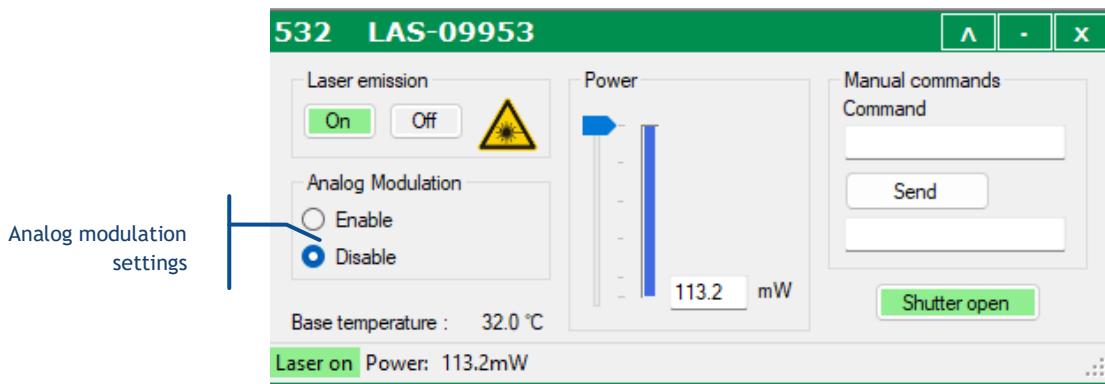 532 LAS-09953
Λ - X
Laser emission
On Off
Analog Modulation
Enable
Disable
Base temperature : 32.0 °C
Power
113.2 mW
Manual commands
Command
Send
Shutter open
Laser on Power: 113.2mW
Analog modulation
settings